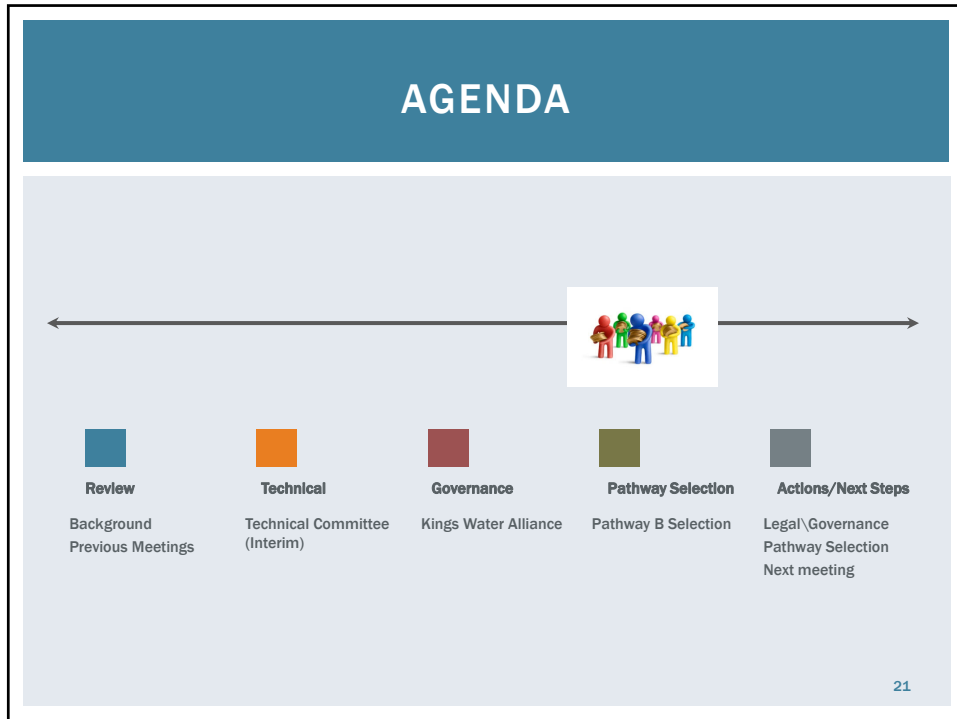 AGENDA
Review
Background
Previous Meetings
Technical
Technical Committee
(Interim)
Governance
Kings Water Alliance
Pathway Selection
Pathway B Selection
Actions/Next Steps
Legal\Governance
Pathway Selection
Next meeting
21